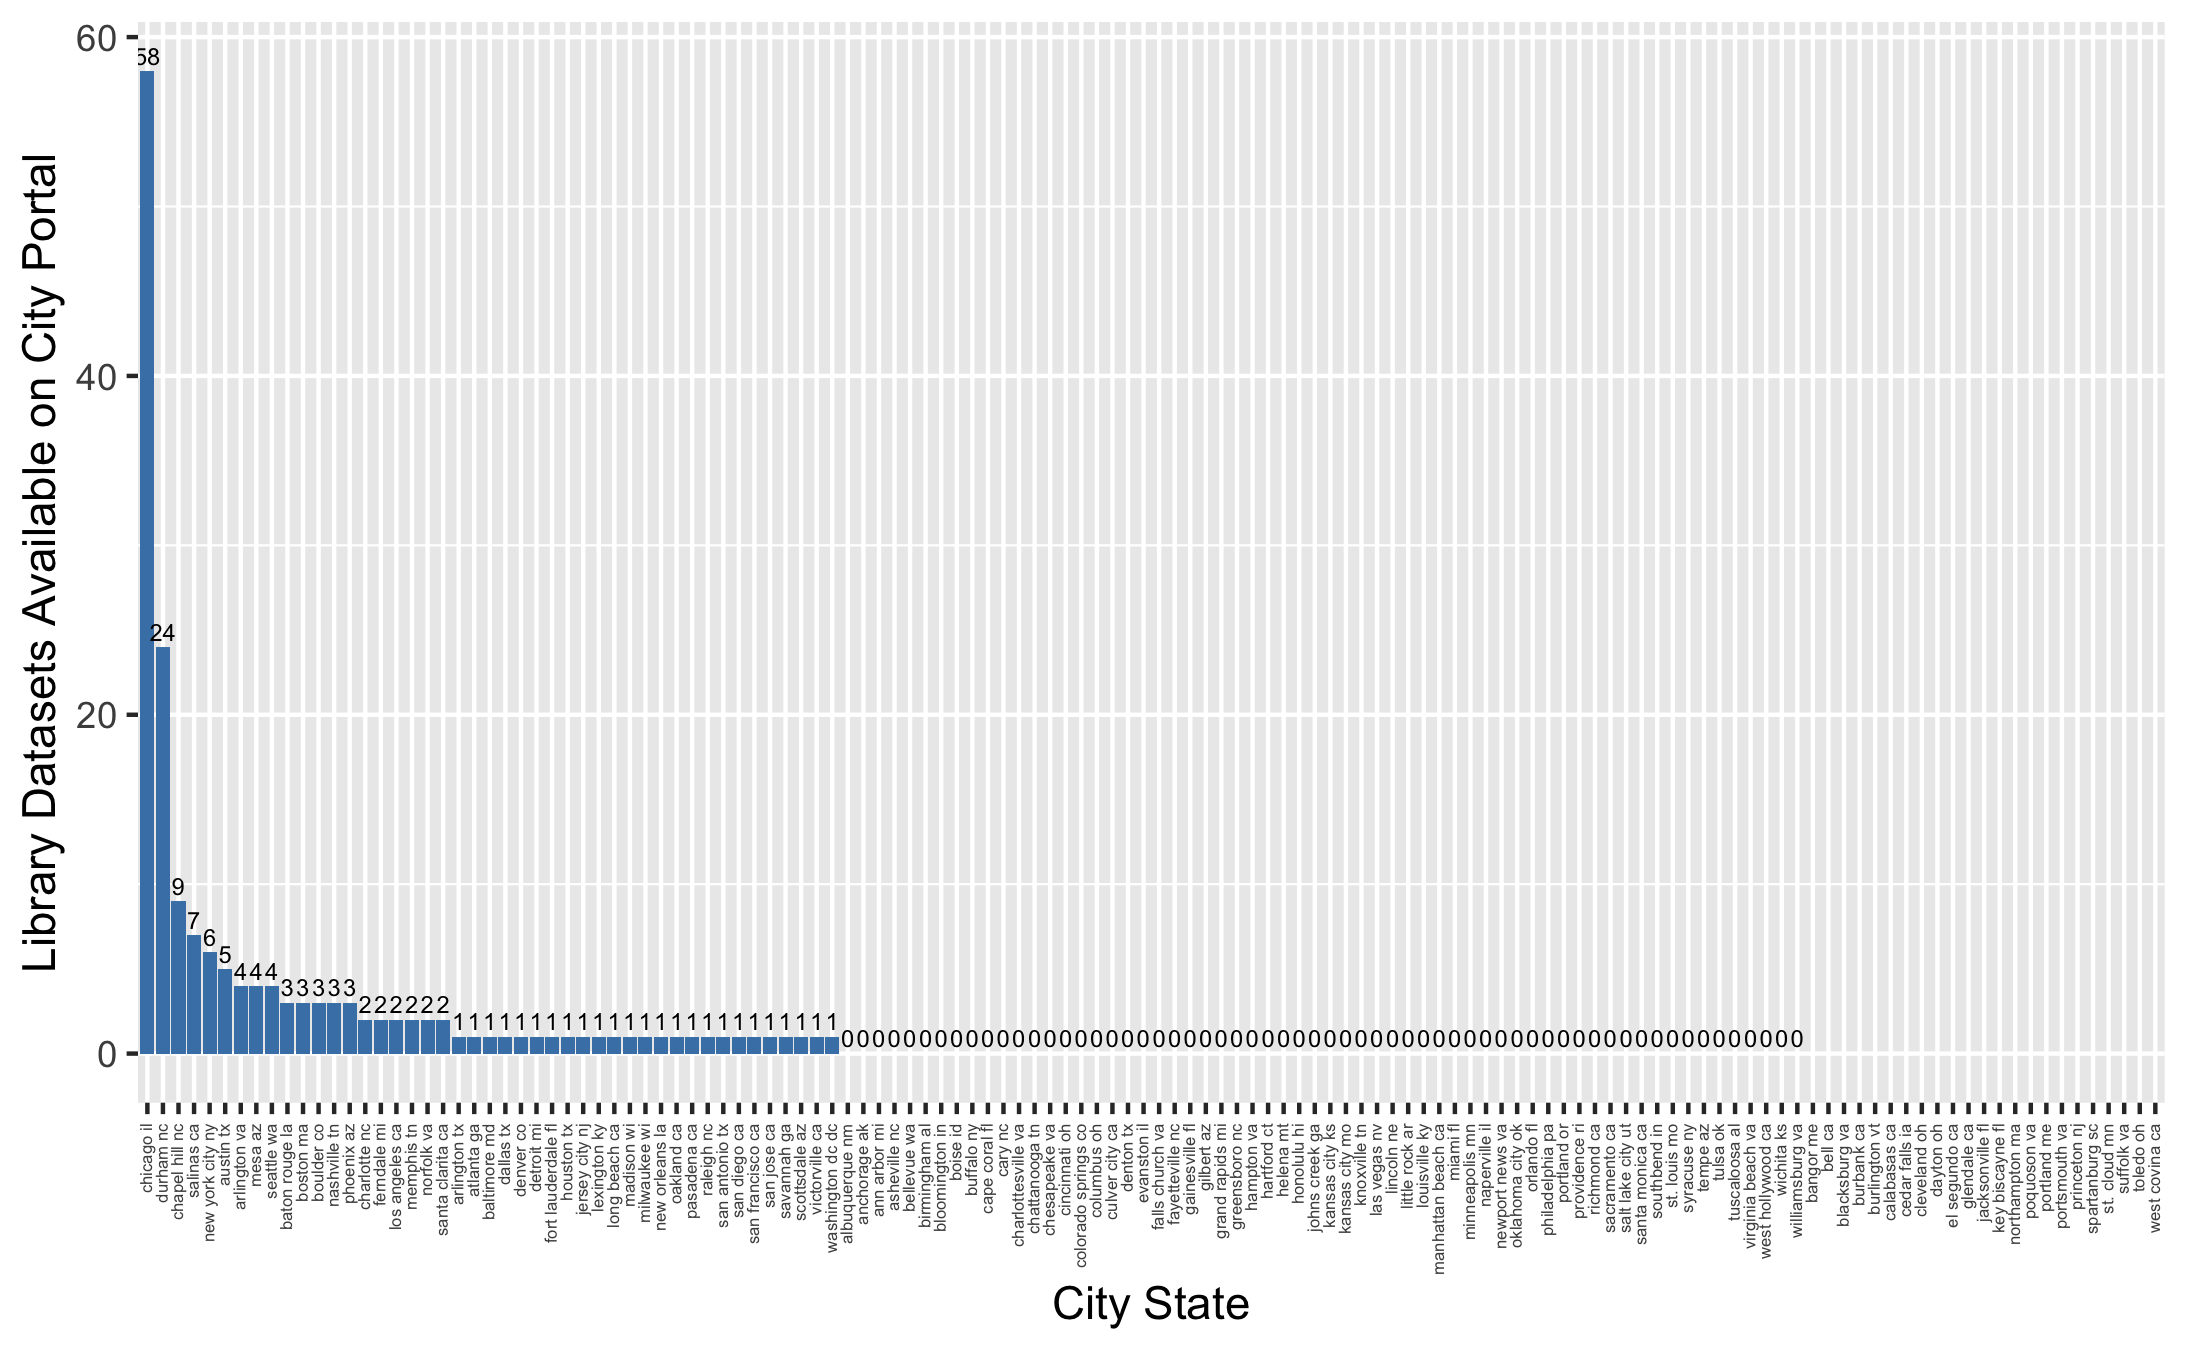 Library Datasets Available on City Portal
60
40
20
0
58
24
9
7
6
5
4 4 4
3 3 3 3 3
2 2 2 2 2 2
1 1 1 1 1 1 1 1 1 1 1 1 1 1 1 1 1 1 1 1 1 1 1 1 1
0 0 0 0 0 0 0 0 0 0 0 0 0 0 0 0 0 0 0 0 0 0 0 0 0 0 0 0 0 0 0 0 0 0 0 0 0 0 0 0 0 0 0 0 0 0 0 0 0 0 0 0 0 0 0 0 0 0 0 0 0 0
chicago il
durham nc
chapel hill nc
salinas ca
new york city ny
austin tx
arlington va
mesa az
seattle wa
baton rouge la
boston ma
boulder co
nashville tn
phoenix az
charlotte nc
ferndale mi
los angeles ca
memphis tn
norfolk va
santa clarita ca
arlington tx
atlanta ga
baltimore md
dallas tx
denver co
detroit mi
fort lauderdale fl
houston tx
jersey city nj
lexington ky
long beach ca
madison wi
milwaukee wi
new orleans la
oakland ca
pasadena ca
raleigh nc
san antonio tx
san diego ca
san francisco ca
san jose ca
savannah ga
scottsdale az
victorville ca
washington dc dc
albuquerque nm
anchorage ak
ann arbor mi
asheville nc
bellevue wa
birmingham al
bloomington in
boise id
buffalo ny
cape coral fl
cary nc
charlottesville va
chattanooga tn
chesapeake va
cincinnati oh
colorado springs co
columbus oh
culver city ca
denton tx
evanston il
falls church va
fayetteville nc
gainesville fl
gilbert az
grand rapids mi
greensboro nc
hampton va
hartford ct
helena mt
honolulu hi
johns creek ga
kansas city ks
kansas city mo
knoxville tn
las vegas nv
lincoln ne
little rock ar
louisville ky
manhattan beach ca
miami fl
minneapolis mn
naperville il
newport news va
oklahoma city ok
orlando fl
philadelphia pa
portland or
providence ri
richmond ca
sacramento ca
salt lake city ut
santa monica ca
southbend in
st. louis mo
syracuse ny
tempe az
tulsa ok
tuscaloosa al
virginia beach va
west hollywood ca
wichita ks
williamsburg va
bangor me
bell ca
blacksburg va
burbank ca
burlington vt
calabasas ca
cedar falls ia
cleveland oh
dayton oh
el segundo ca
glendale ca
jacksonville fl
key biscayne fl
northampton ma
poquoson va
portland me
portsmouth va
princeton nj
spartanburg sc
st. cloud mn
suffolk va
toledo oh
west covina ca
City State